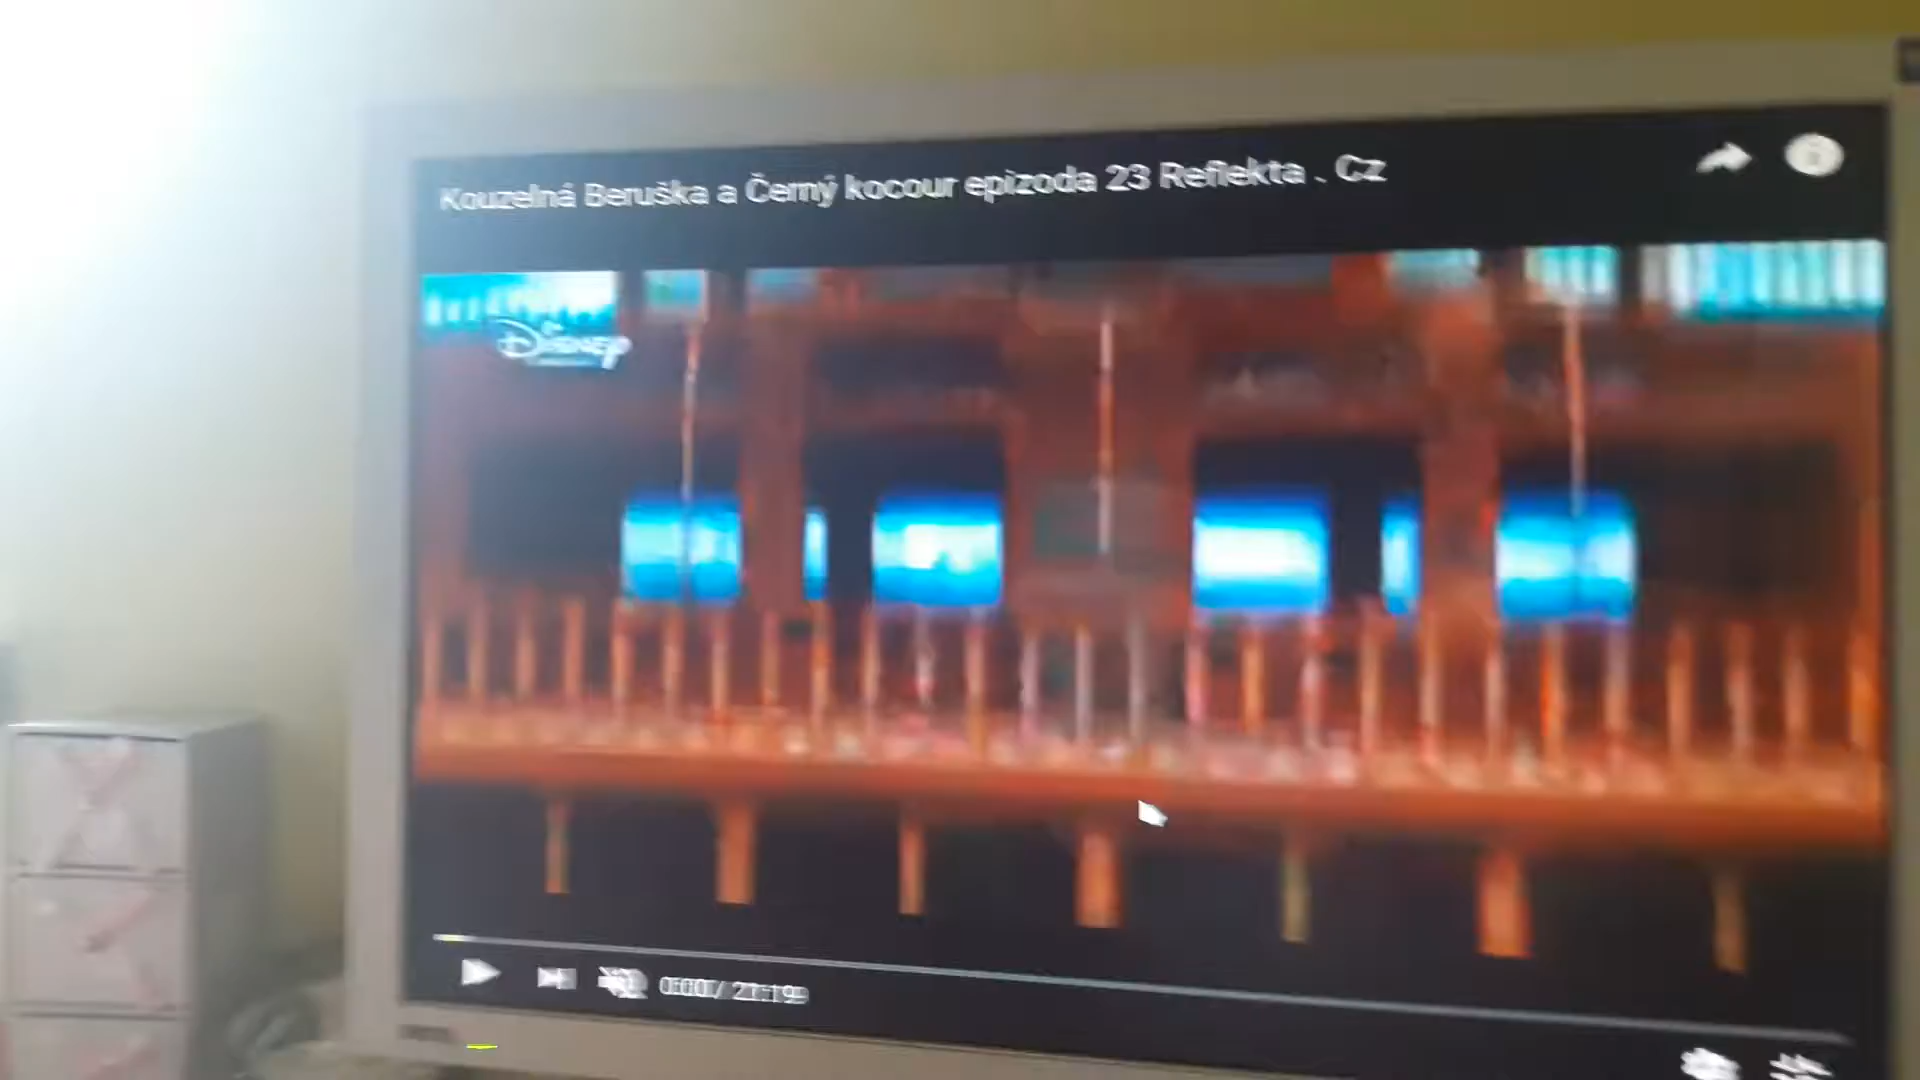 Kouzelná Beruška a Černý kocour epizoda 23 Reflekta . Cz
Disney